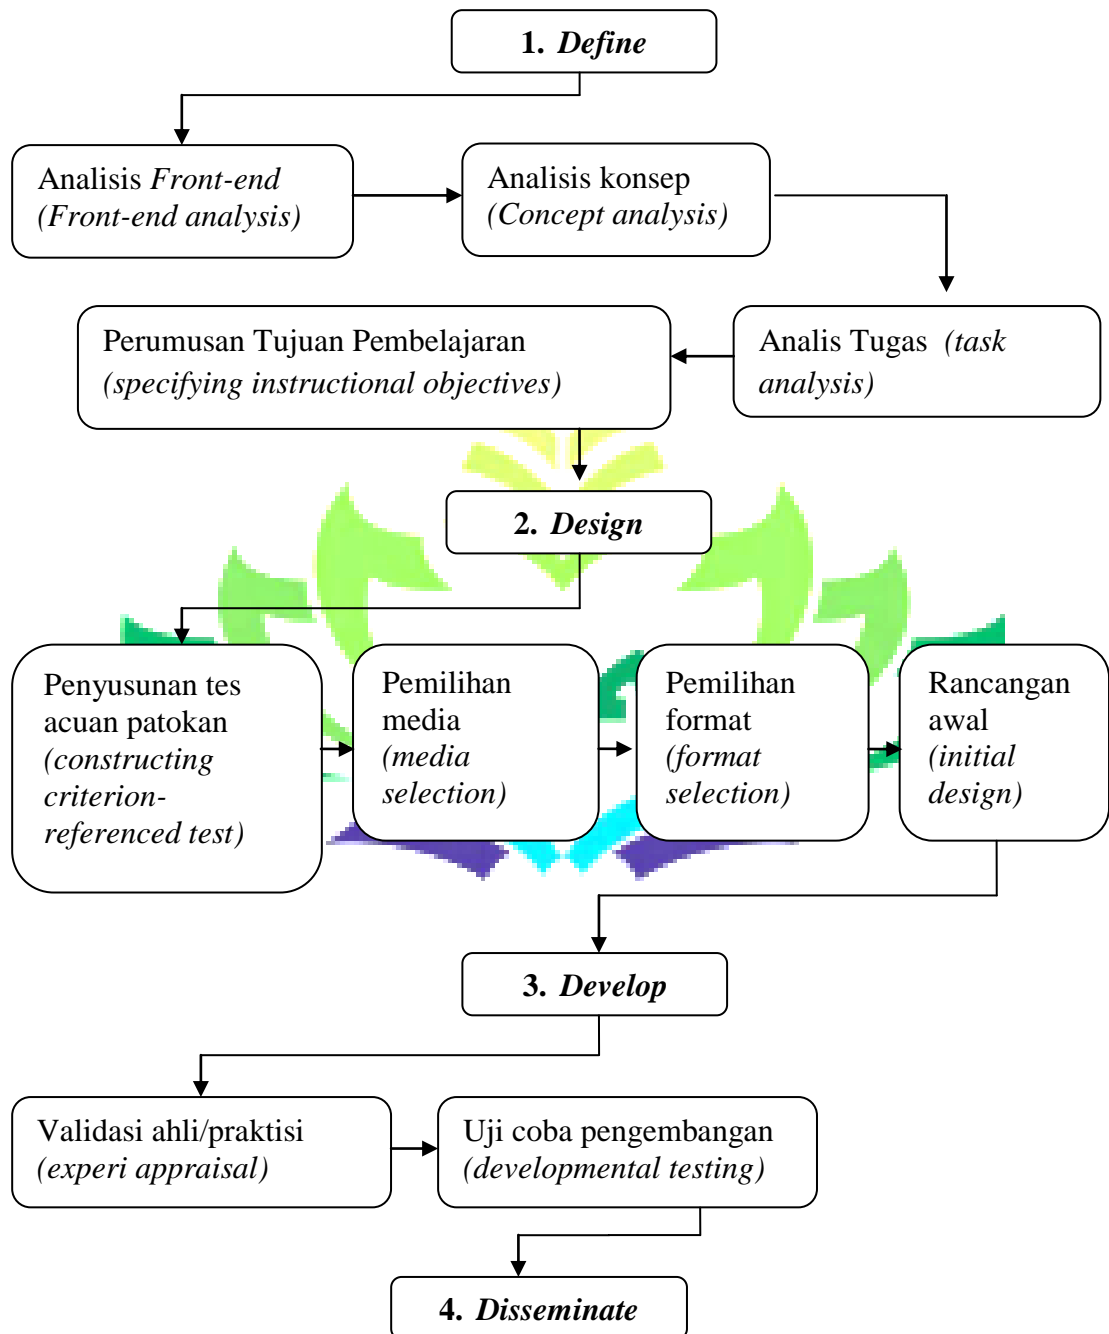 1. Define
Analisis Front-end
(Front-end analysis)
Analisis konsep
(Concept analysis)
Analis Tugas (task
analysis)
Perumusan Tujuan Pembelajaran
(specifying instructional objectives)
2. Design
Penyusunan tes
acuan patokan
(constructing
criterion-
referenced test)
Pemilihan
media
(media
selection)
Pemilihan
format
(format
selection)
Rancangan
awal
(initial
design)
3. Develop
Validasi ahli/praktisi
(experi appraisal)
Uji coba pengembangan
(developmental testing)
4. Disseminate